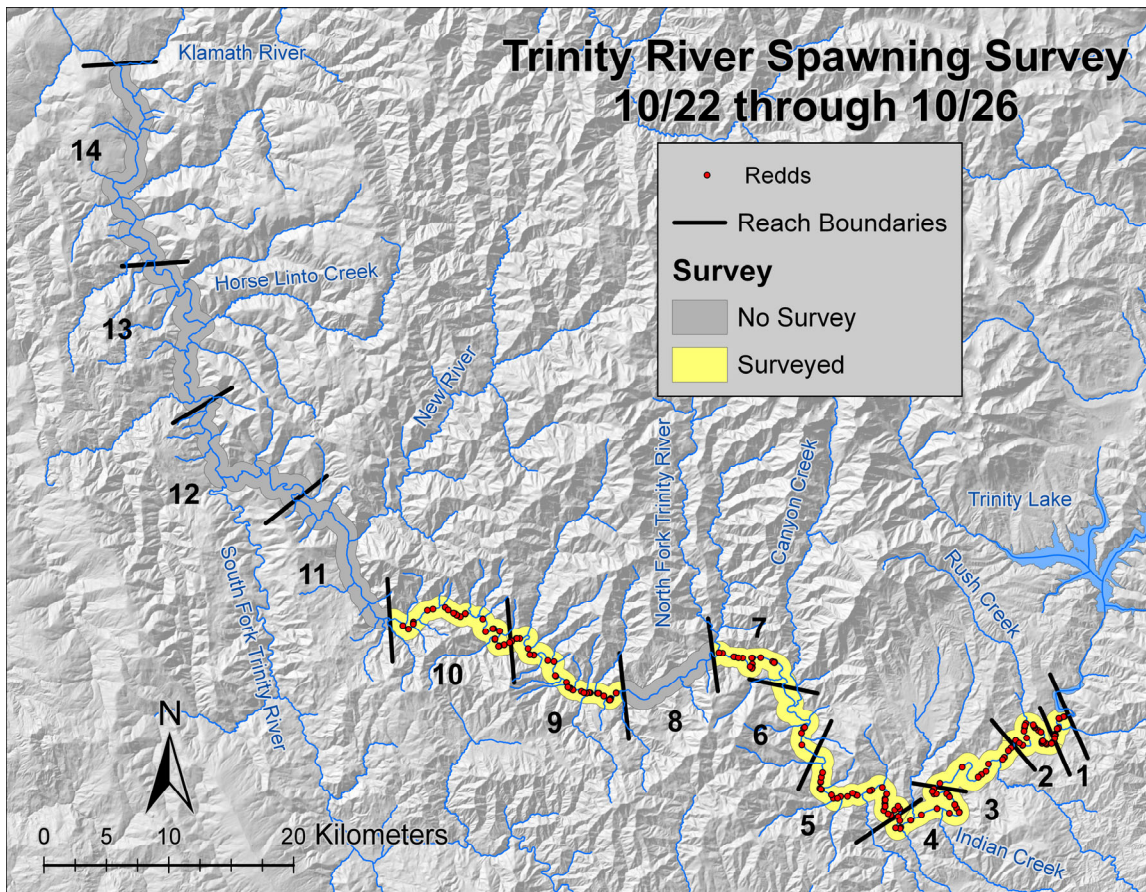 Trinity River Spawning Survey
10/22 through 10/26
Klamath River
Redds
Reach Boundaries
Survey
No Survey
Surveyed
14
Horse Linto Creek
13
New River
North Fork Trinity River
Canyon Creek
Trinity Lake
12
Rush Creek
South Fork Trinity River
11
7
10
9
8
6
2
1
3
5
4
Indian Creek
N
0 5 10 20 Kilometers